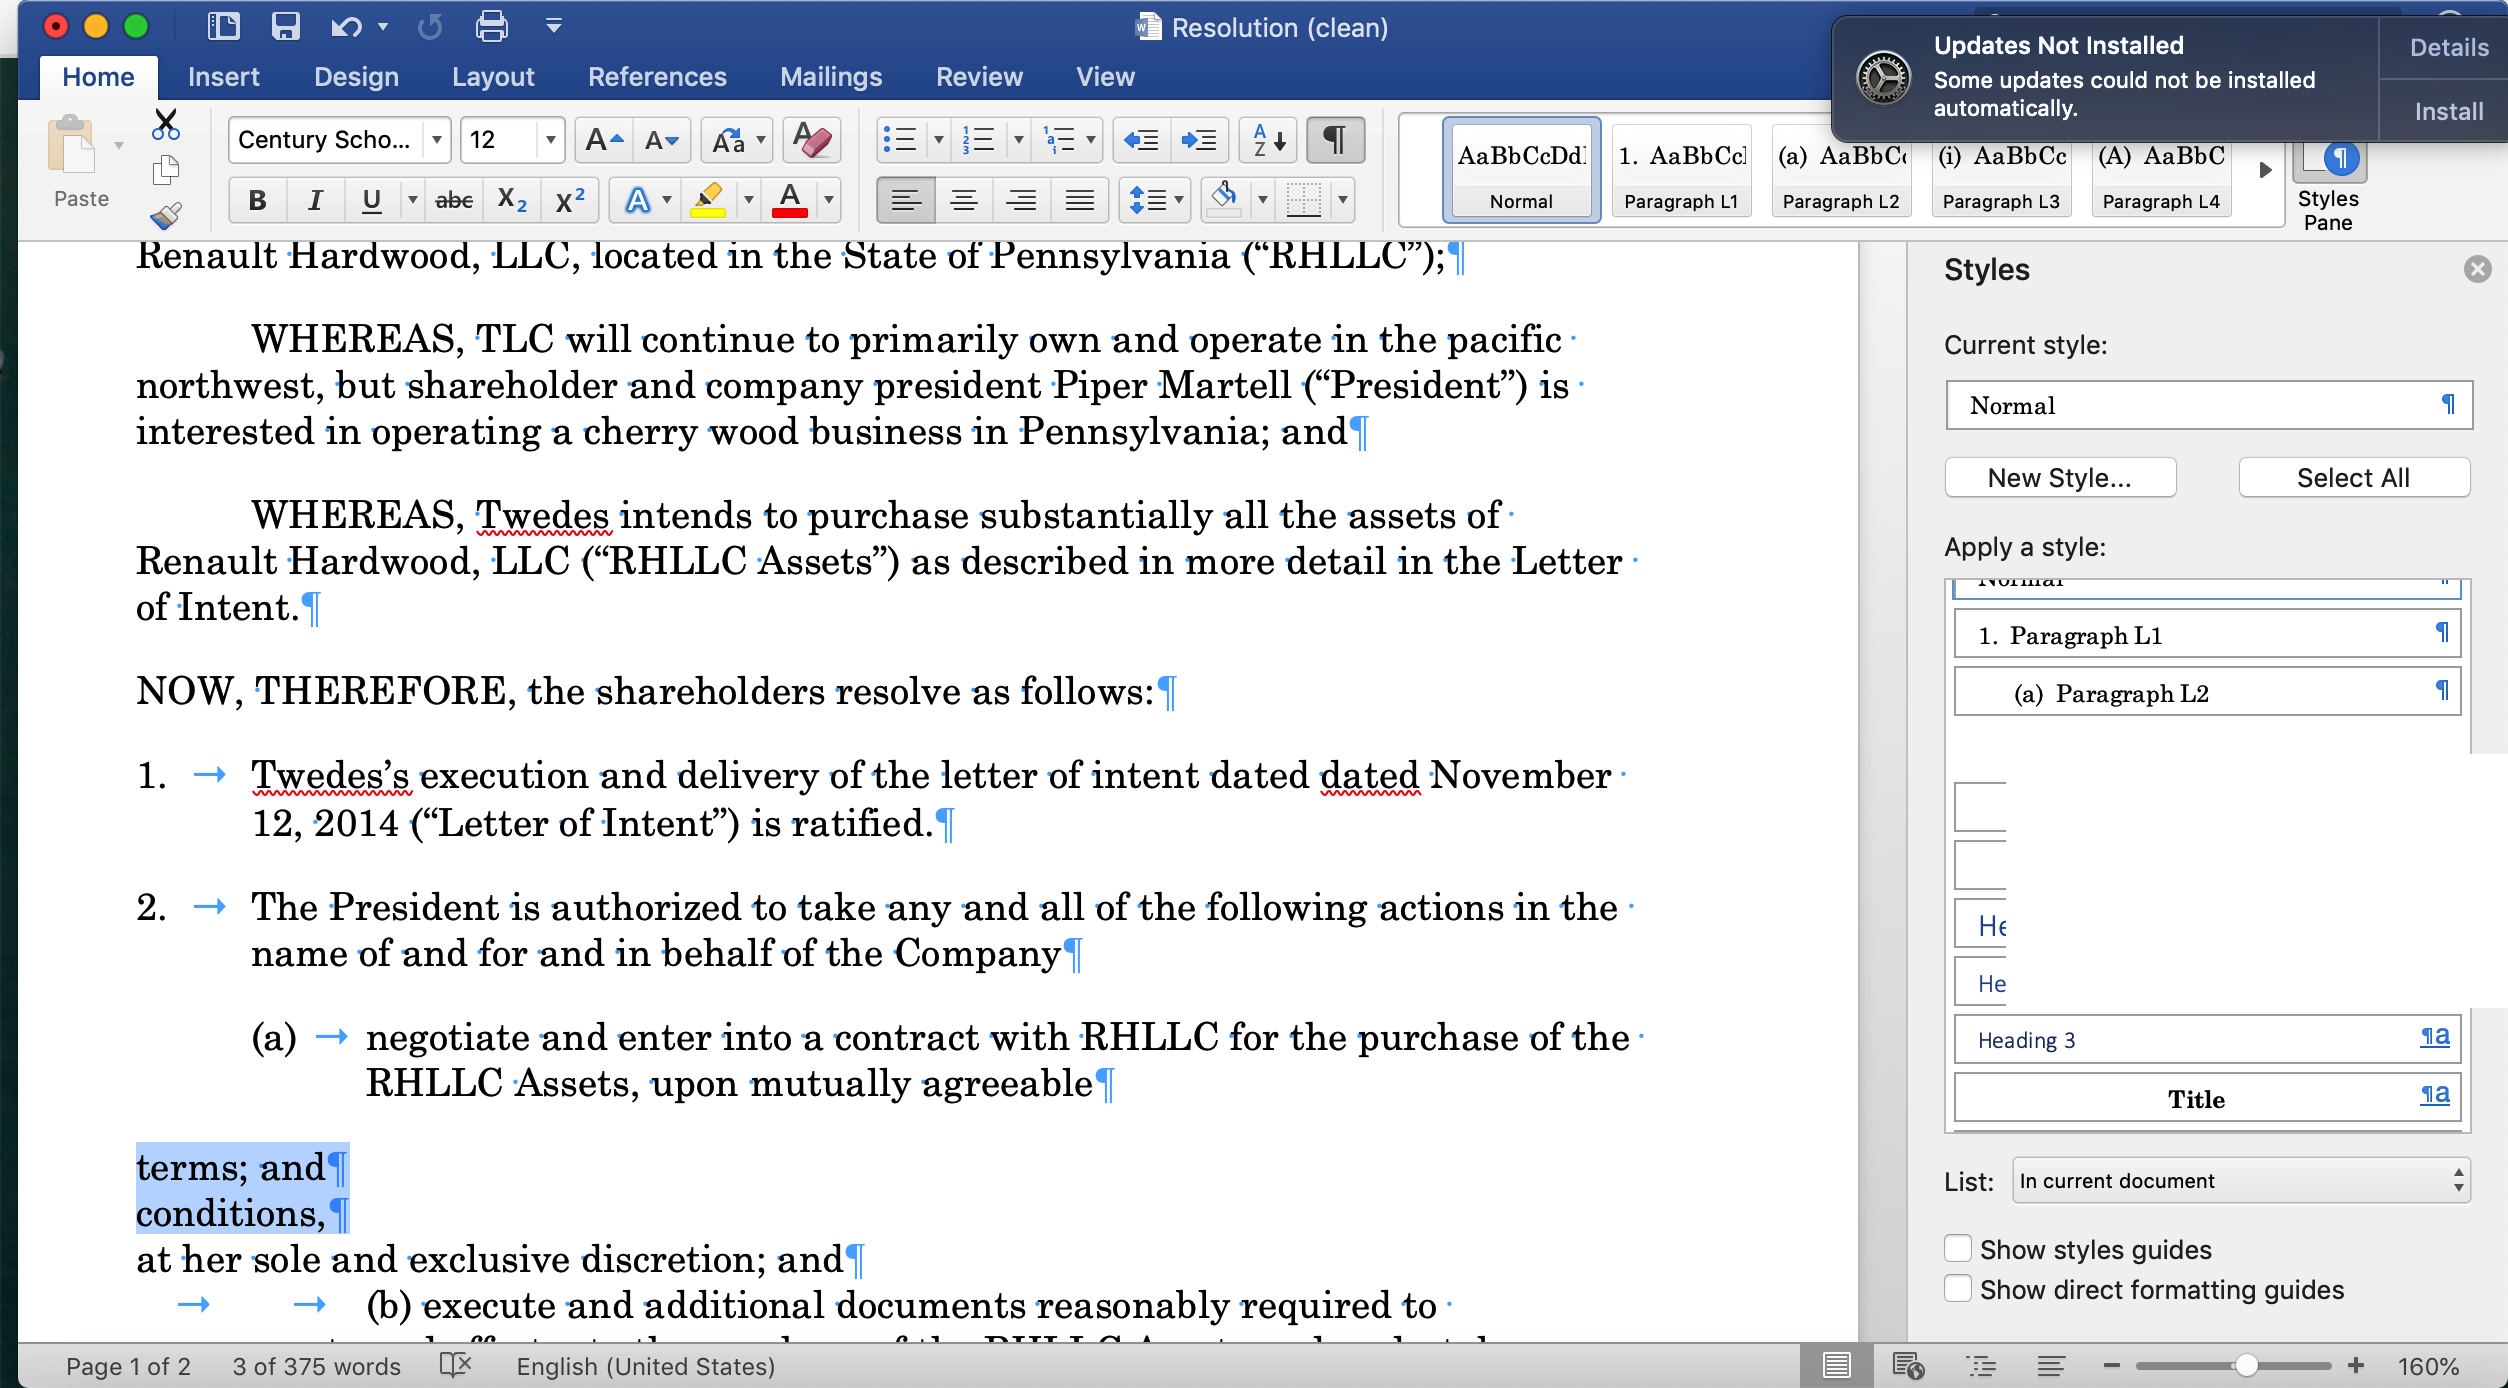 Resolution (clean)
Updates Not Installed
Some updates could not be installed
automatically.
Details
Install
Home Insert Design Layout References Mailings Review View
Paste
Century Scho... 12
AaBbCcDd Normal
1. AaBbCc Paragraph L1
(a) AaBbC Paragraph L2
(i) AaBbCc Paragraph L3
(A) AaBbC Paragraph L4
Styles
Pane
Renault Hardwood, LLC, located in the State of Pennsylvania (“RHLLC”);¶
WHEREAS, TLC will continue to primarily own and operate in the pacific
northwest, but shareholder and company president Piper Martell (“President”) is
interested in operating a cherry wood business in Pennsylvania; and¶
WHEREAS, Twedes intends to purchase substantially all the assets of
Renault Hardwood, LLC (“RHLLC Assets”) as described in more detail in the Letter
of Intent.¶
NOW, THEREFORE, the shareholders resolve as follows:¶
1. → Twedes’s execution and delivery of the letter of intent dated dated November
12, 2014 (“Letter of Intent”) is ratified.¶
2. → The President is authorized to take any and all of the following actions in the
name of and for and in behalf of the Company¶
(a) → negotiate and enter into a contract with RHLLC for the purchase of the
RHLLC Assets, upon mutually agreeable¶
terms; and¶
conditions,¶
at her sole and exclusive discretion; and¶
→ → (b) execute and additional documents reasonably required to
Styles
Current style:
Normal ¶
New Style... Select All
Apply a style:
Normal
1. Paragraph L1 ¶
(a) Paragraph L2 ¶
He
He
Heading 3 ¶a
Title ¶a
List: In current document
Show styles guides
Show direct formatting guides
Page 1 of 2 3 of 375 words English (United States) 160%